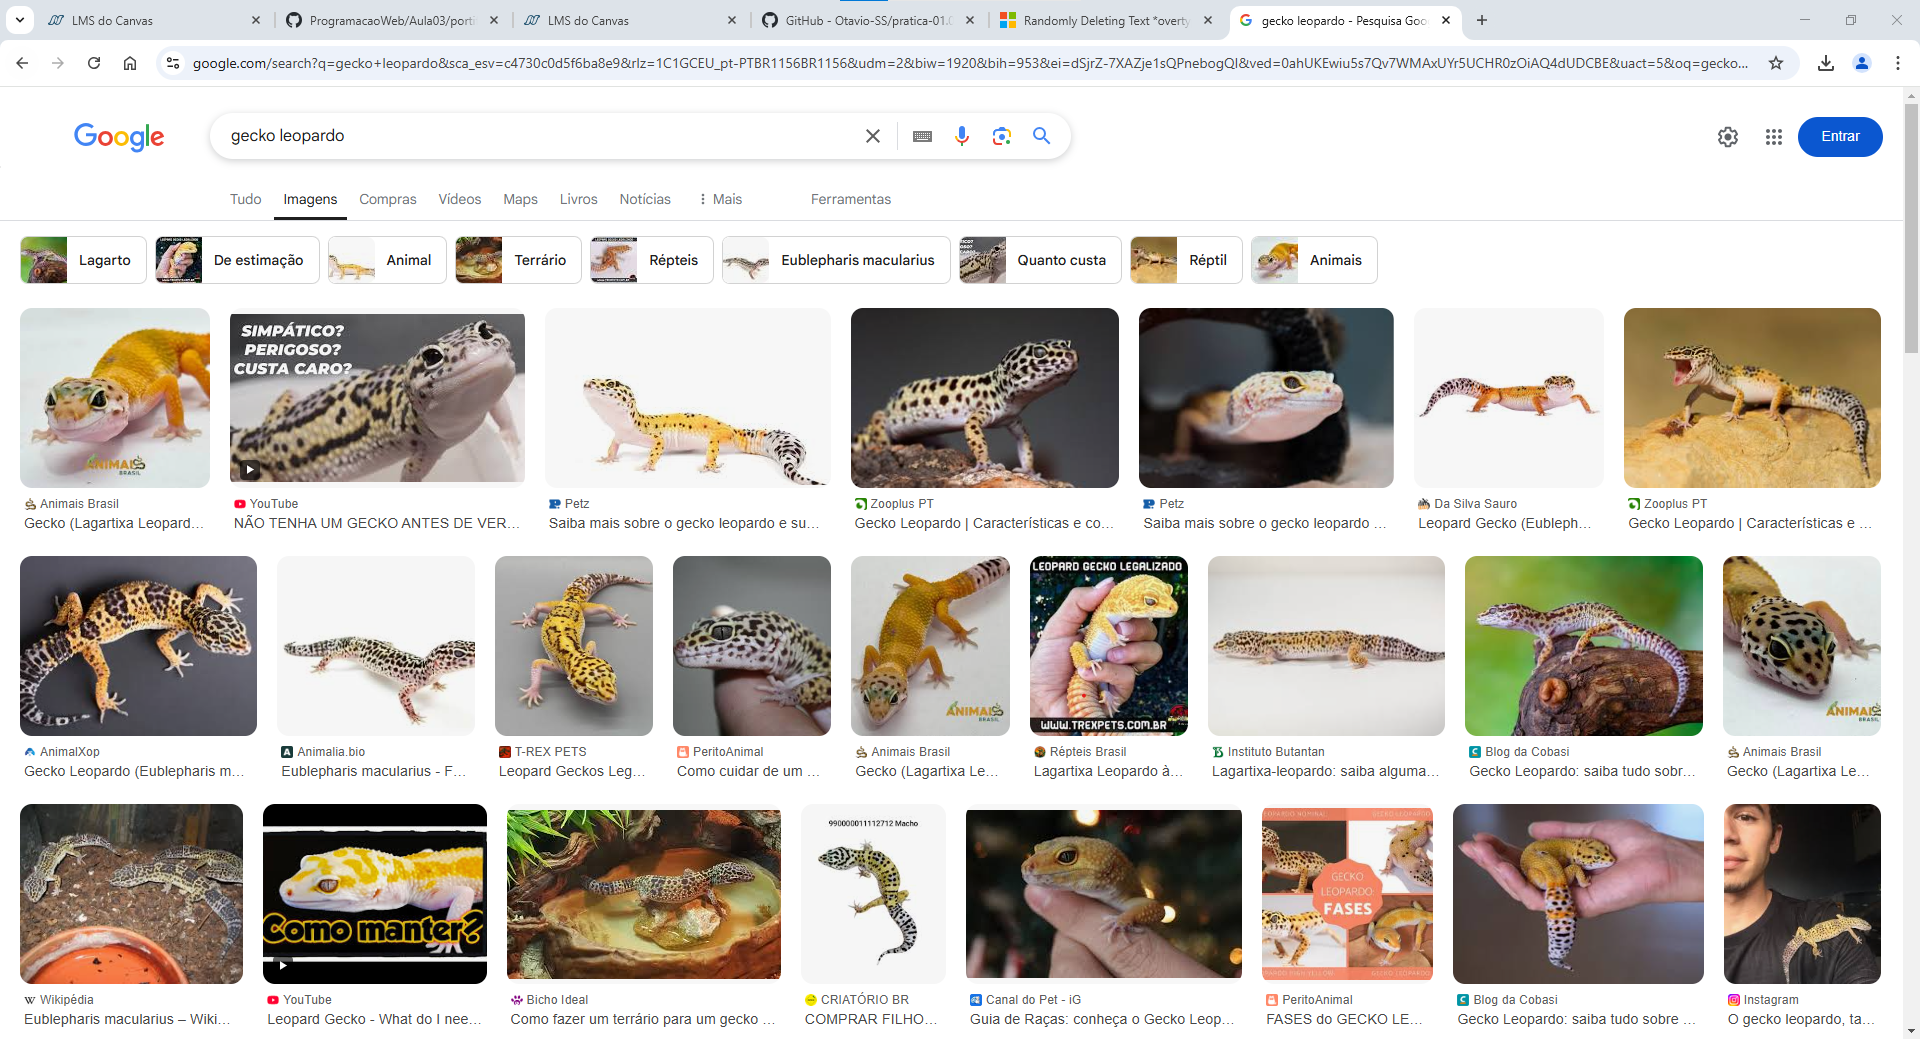 LMS do Canvas
ProgramacaoWeb/Aula03/porti
LMS do Canvas
GitHub - Otavio-SS/pratica-01.0
Randomly Deleting Text *overty
gecko leopardo - Pesquisa Goo
google.com/search?q=gecko+leopardo&sca_esv=c4730c0d5f6ba8e9&rlz=1C1GCEU_pt-PTBR1156BR1156&udm=2&biw=1920&bih=953&ei=dSjrZ-7XAZje1sQPnebogQI&ved=0ahUKEwiu5s7Qv7WMAxUYr5UCHR0zOiAQ4dUDCBE&uact=5&oq=gecko...
Google
gecko leopardo
Entrar
Tudo
Imagens
Compras
Vídeos
Maps
Livros
Notícias
Mais
Ferramentas
Lagarto
De estimação
Animal
Terrário
Répteis
Eublepharis macularius
Quanto custa
Réptil
Animais
ANIMAIS
BRASIL
SIMPÁTICO?
PERIGOSO?
CUSTA CARO?
Animais Brasil
Gecko (Lagartixa Leopard...
YouTube
NÃO TENHA UM GECKO ANTES DE VER...
Petz
Saiba mais sobre o gecko leopardo e su...
Zooplus PT
Gecko Leopardo | Características e co...
Petz
Saiba mais sobre o gecko leopardo ...
Da Silva Sauro
Leopard Gecko (Eubleph...
Zooplus PT
Gecko Leopardo | Características e ...
ANIMAIS
BRASIL
LEOPARD GECKO LEGALIZADO
WWW.TREXPETS.COM.BR
ANIMAIS
BRASIL
AnimalXop
Gecko Leopardo (Eublepharis m...
Animalia.bio
Eublepharis macularius - F...
T-REX PETS
Leopard Geckos Leg...
PeritoAnimal
Como cuidar de um ...
Animais Brasil
Gecko (Lagartixa Le...
Répteis Brasil
Lagartixa Leopardo à...
Instituto Butantan
Lagartixa-leopardo: saiba alguma...
Blog da Cobasi
Gecko Leopardo: saiba tudo sobr...
Animais Brasil
Gecko (Lagartixa Le...
Como manter?
990000011112712 Macho
GECKO
LEOPARDO:
FASES
Wikipédia
Eublepharis macularius – Wiki...
YouTube
Leopard Gecko - What do I nee...
Bicho Ideal
Como fazer um terrário para um gecko ...
CRIATÓRIO BR
COMPRAR FILHO...
Canal do Pet - iG
Guia de Raças: conheça o Gecko Leop...
PeritoAnimal
FASES do GECKO LE...
Blog da Cobasi
Gecko Leopardo: saiba tudo sobre ...
Instagram
O gecko leopardo, ta...